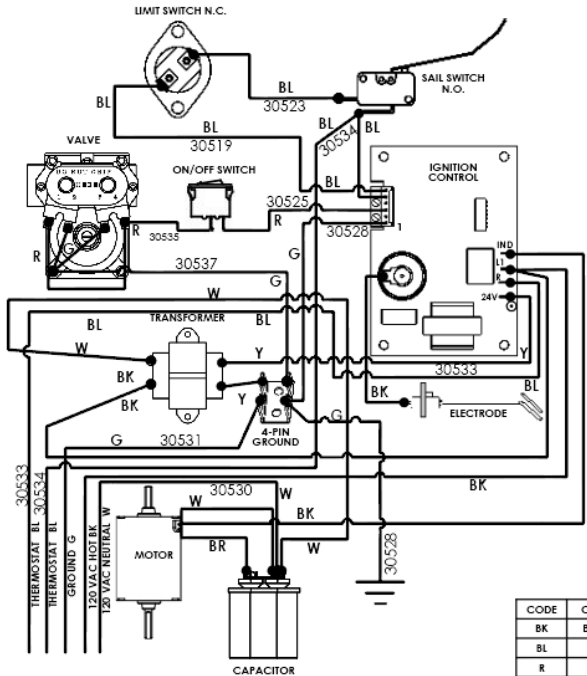 LIMIT SWITCH N.C.
SAIL SWITCH
N.O.
BL
30523
BL
BL
30519
BL
30534
BL
VALVE
ON/OFF SWITCH
IGNITION
CONTROL
BL
30525
R
30535
R
30528
1
R
G
30537
G
G
IND
L1
R
24V
W
BL
TRANSFORMER
BL
W
Y
Y
30533
BK
BK
Y
BK
BL
ELECTRODE
4-PIN
GROUND
G
G
30531
30533
30534
30530
W
W
BK
BK
THERMOSTAT BL
THERMOSTAT BL
GROUND G
120 VAC HOT BK
120 VAC NEUTRAL W
MOTOR
BR
W
30528
CAPACITOR
CODE
BK
BL
R